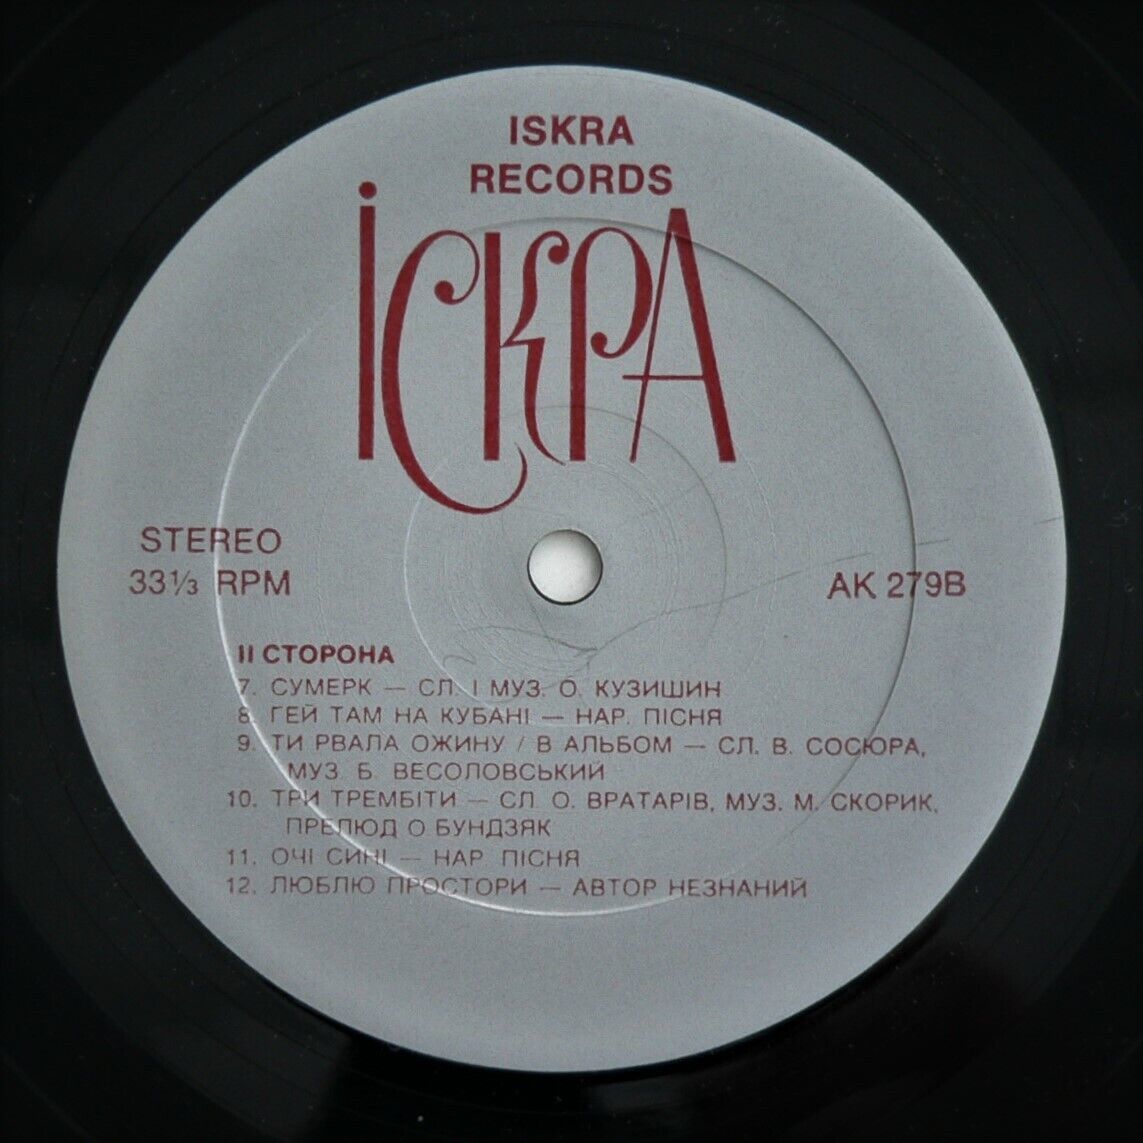 ISKRA
RECORDS
ІСКРА
STEREO
33⅓ RPM
AK 279B
II СТОРОНА
7. СУМЕРК — СЛ. І МУЗ. О. КУЗИШИН
8. ГЕЙ ТАМ НА КУБАНІ — НАР. ПІСНЯ
9. ТИ РВАЛА ОЖИНУ / В АЛЬБОМ — СЛ. В. СОСЮРА,
МУЗ. Б. ВЕСОЛОВСЬКИЙ
10. ТРИ ТРЕМБІТИ — СЛ. О. ВРАТАРІВ, МУЗ. М. СКОРИК,
ПРЕЛЮД О БУНДЗЯК
11. ОЧІ СИНІ — НАР. ПІСНЯ
12. ЛЮБЛЮ ПРОСТОРИ — АВТОР НЕЗНАНИЙ